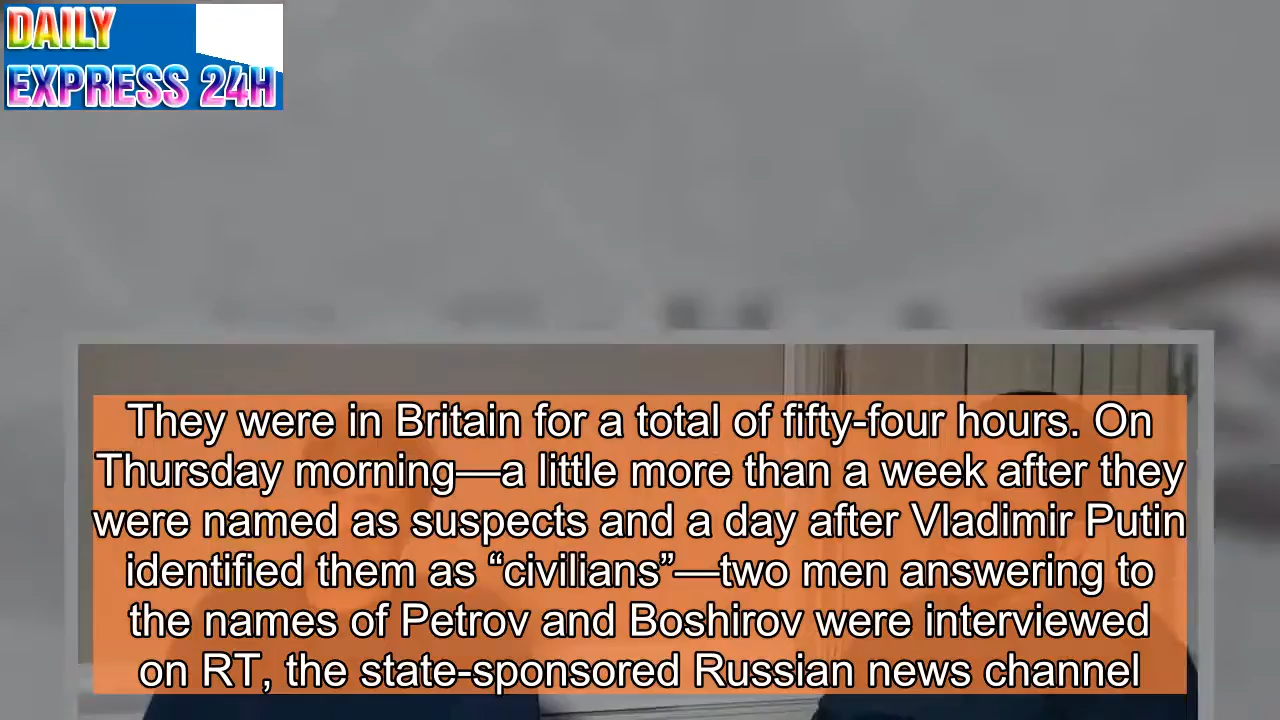 DAILY
EXPRESS 24H
They were in Britain for a total of fifty-four hours. On
Thursday morning—a little more than a week after they
were named as suspects and a day after Vladimir Putin
identified them as “civilians”—two men answering to
the names of Petrov and Boshirov were interviewed
on RT, the state-sponsored Russian news channel